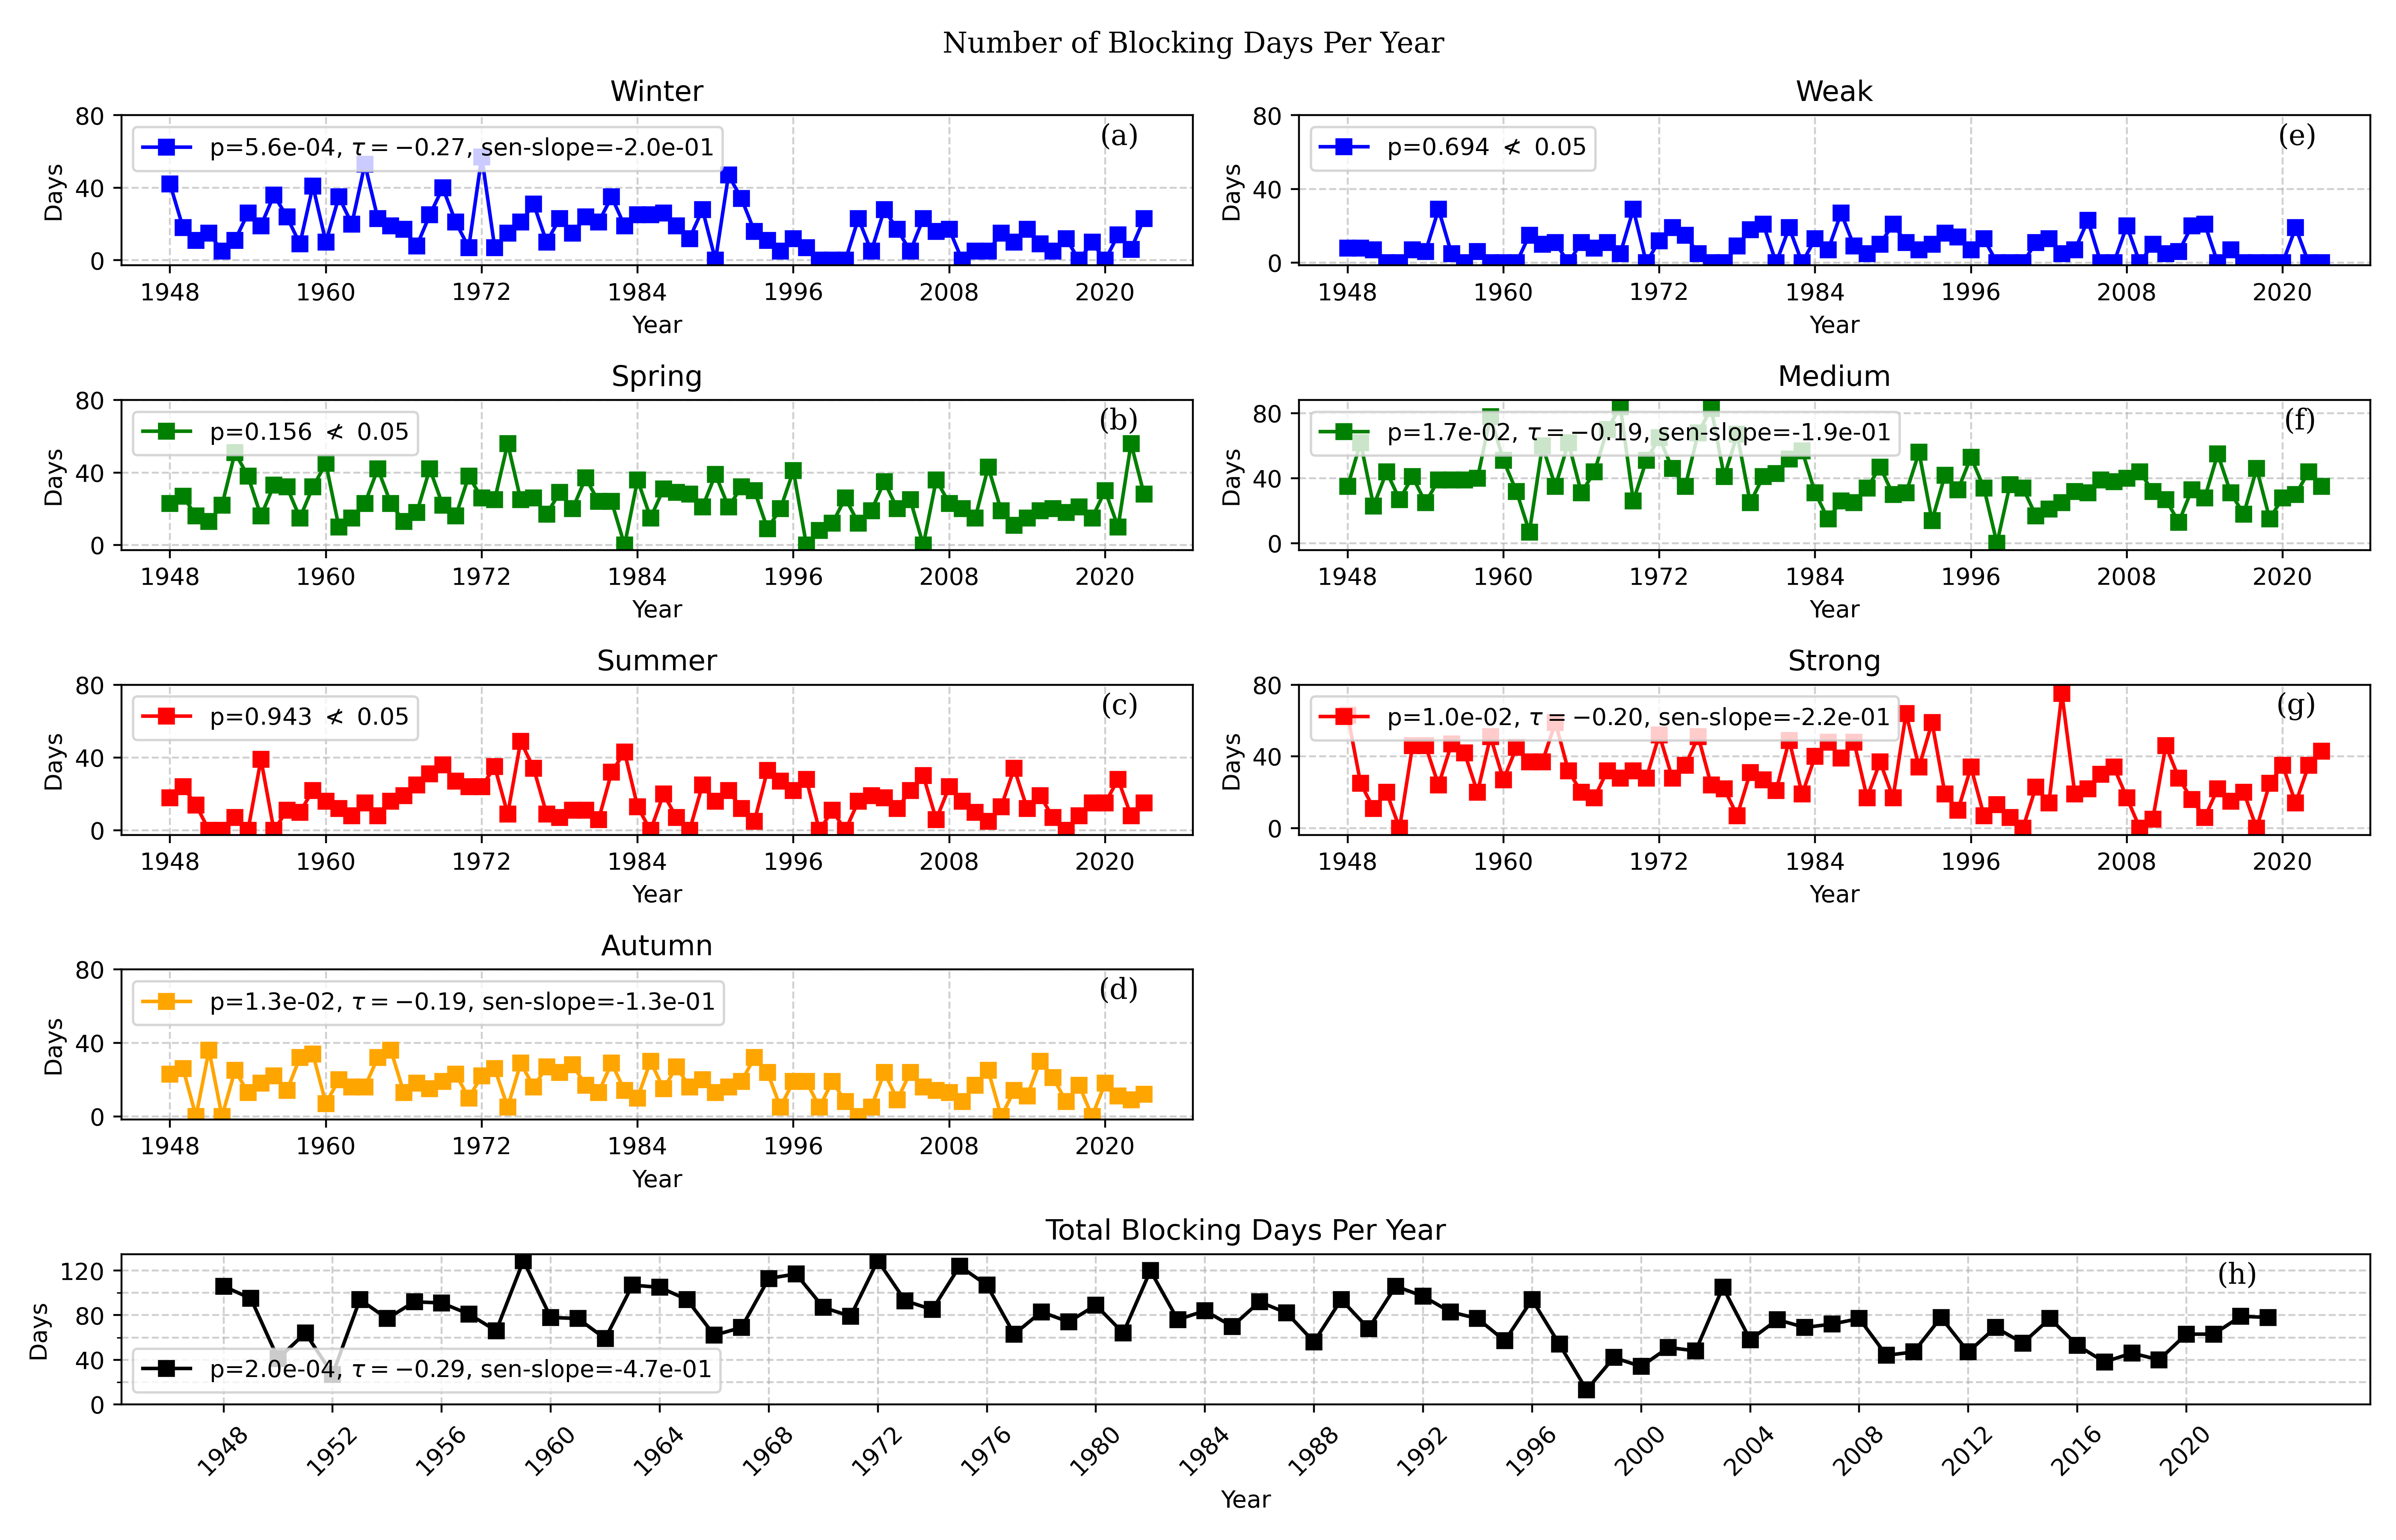 Number of Blocking Days Per Year
Winter
80
40
0
Days
p=5.6e-04, τ = −0.27, sen-slope=-2.0e-01
(a)
1948 1960 1972 1984 1996 2008 2020
Year
Weak
80
40
0
Days
p=0.694 ≮ 0.05
(e)
1948 1960 1972 1984 1996 2008 2020
Year
Spring
80
40
0
Days
p=0.156 ≮ 0.05
(b)
1948 1960 1972 1984 1996 2008 2020
Year
Medium
80
40
0
Days
p=1.7e-02, τ = −0.19, sen-slope=-1.9e-01
(f)
1948 1960 1972 1984 1996 2008 2020
Year
Summer
80
40
0
Days
p=0.943 ≮ 0.05
(c)
1948 1960 1972 1984 1996 2008 2020
Year
Strong
80
40
0
Days
p=1.0e-02, τ = −0.20, sen-slope=-2.2e-01
(g)
1948 1960 1972 1984 1996 2008 2020
Year
Autumn
80
40
0
Days
p=1.3e-02, τ = −0.19, sen-slope=-1.3e-01
(d)
1948 1960 1972 1984 1996 2008 2020
Year
Total Blocking Days Per Year
120
80
40
0
Days
(h)
p=2.0e-04, τ = −0.29, sen-slope=-4.7e-01
1948 1952 1956 1960 1964 1968 1972 1976 1980 1984 1988 1992 1996 2000 2004 2008 2012 2016 2020
Year